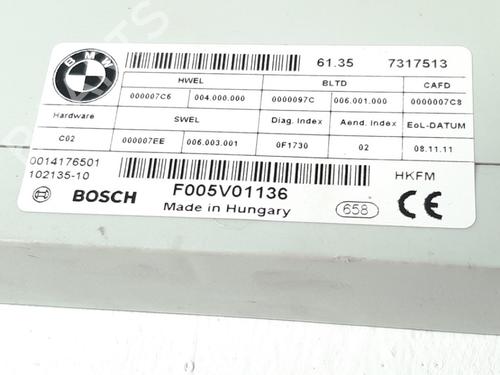 BMW 61.35 7317513
HWEL BLTD CAFD
000007C6 004.000.000 0000097C 006.001.000 0000007C8
Hardware SWEL Diag. Index Aend. Index EoL-DATUM
C02 000007EE 006.003.001 0F1730 02 08.11.11
0014176501 HKFM
102135-10
BOSCH F005V01136
Made in Hungary 658 CE